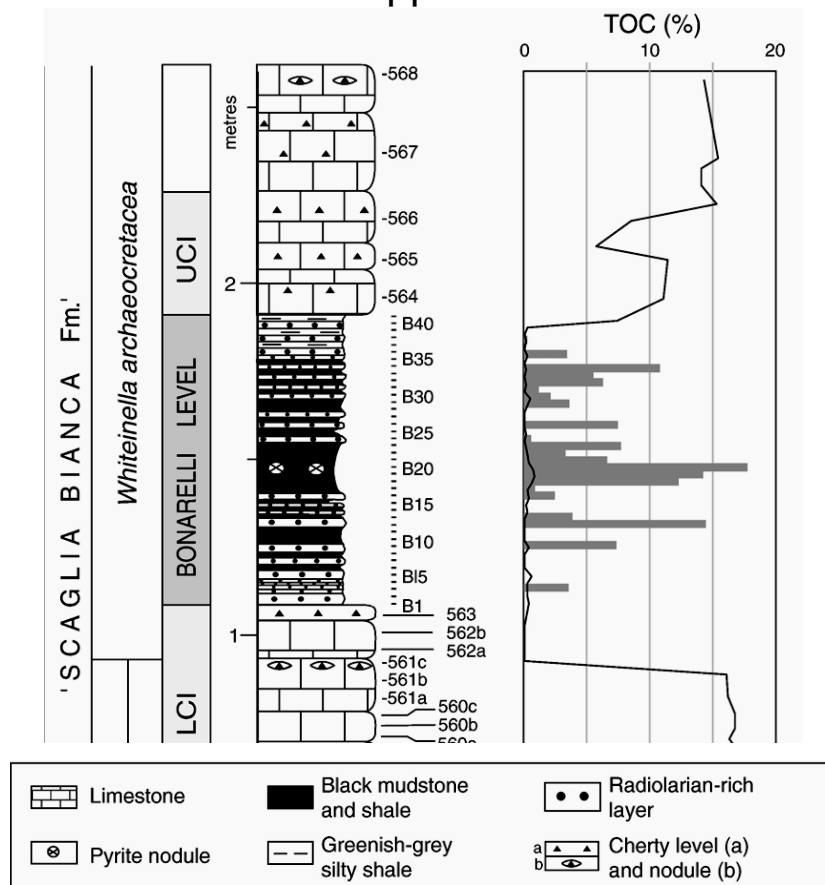 TOC (%)
0 10 20
metres
2
1
'SCAGLIA BIANCA Fm.'
Whiteinella archaeocretacea
UCI
BONARELLI LEVEL
LCI
-568
-567
-566
-565
-564
B40
B35
B30
B25
B20
B15
B10
BI5
B1
563
562b
562a
-561c
-561b
-561a
560c
560b
Limestone
Black mudstone
and shale
Radiolarian-rich
layer
Pyrite nodule
Greenish-grey
silty shale
a
b
Cherty level (a)
and nodule (b)